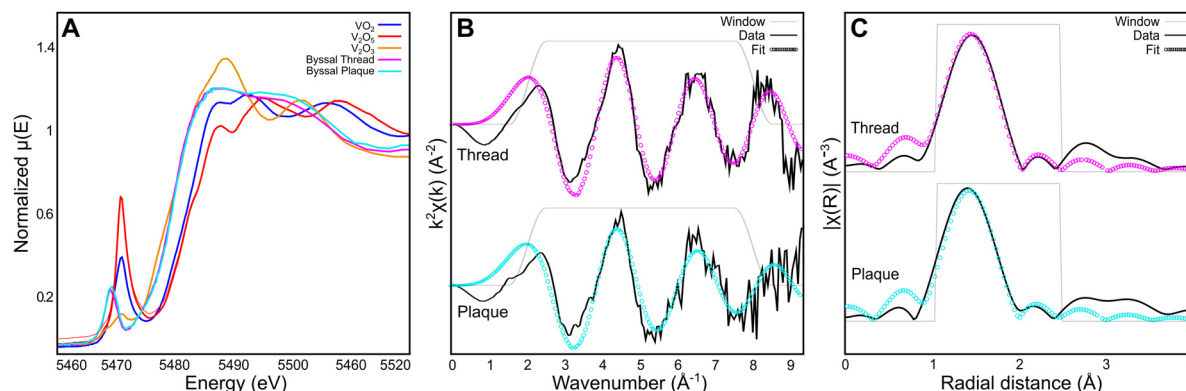 A
VO₂
V₂O₅
V₂O₃
Byssal Thread
Byssal Plaque
1.4
1
0.6
0.2
Normalized μ(E)
5460 5470 5480 5490 5500 5460 5520
Energy (eV)
B
Window
Data
Fit
Thread
Plaque
k²χ(k) (Å⁻²)
0 1 2 3 4 5 6 7 8 9
Wavenumber (Å⁻¹)
C
Window
Data
Fit
Thread
Plaque
|χ(R)| (Å⁻³)
0 1 2 3
Radial distance (Å)